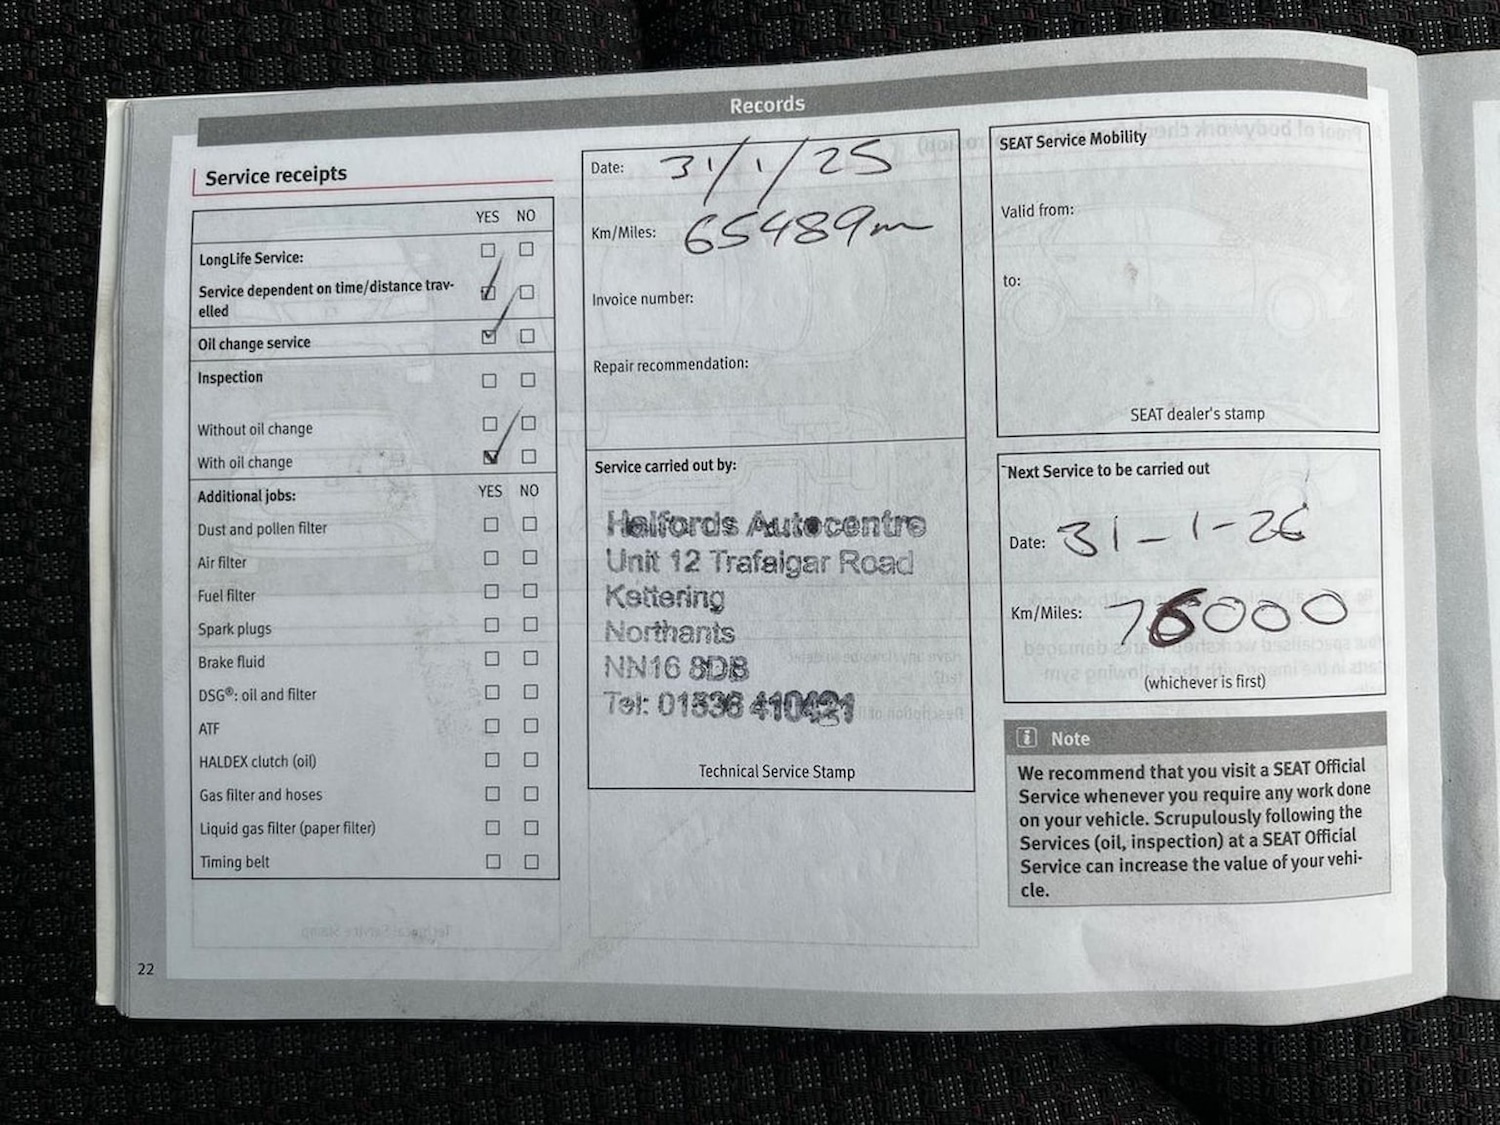 Records
Service receipts
YES NO
LongLife Service:
Service dependent on time/distance trav-
elled
Oil change service
Inspection
Without oil change
With oil change
Additional jobs: YES NO
Dust and pollen filter
Air filter
Fuel filter
Spark plugs
Brake fluid
DSG®: oil and filter
ATF
HALDEX clutch (oil)
Gas filter and hoses
Liquid gas filter (paper filter)
Timing belt
22
Date: 31/1/25
Km/Miles: 65489m
Invoice number:
Repair recommendation:
Service carried out by:
Halfords Autocentre
Unit 12 Trafalgar Road
Kettering
Northants
NN16 8DB
Tel: 01536 410421
Technical Service Stamp
SEAT Service Mobility
Valid from:
to:
SEAT dealer's stamp
Next Service to be carried out
Date: 31-1-26
Km/Miles: 76000
(whichever is first)
i Note
We recommend that you visit a SEAT Official
Service whenever you require any work done
on your vehicle. Scrupulously following the
Services (oil, inspection) at a SEAT Official
Service can increase the value of your vehi-
cle.